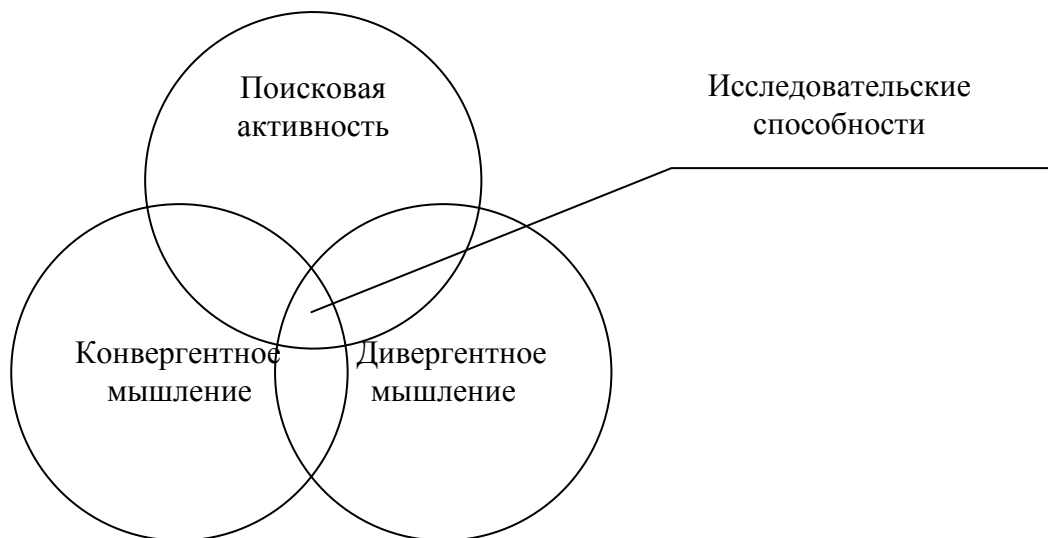 Поисковая
активность
Исследовательские
способности
Конвергентное
мышление
Дивергентное
мышление